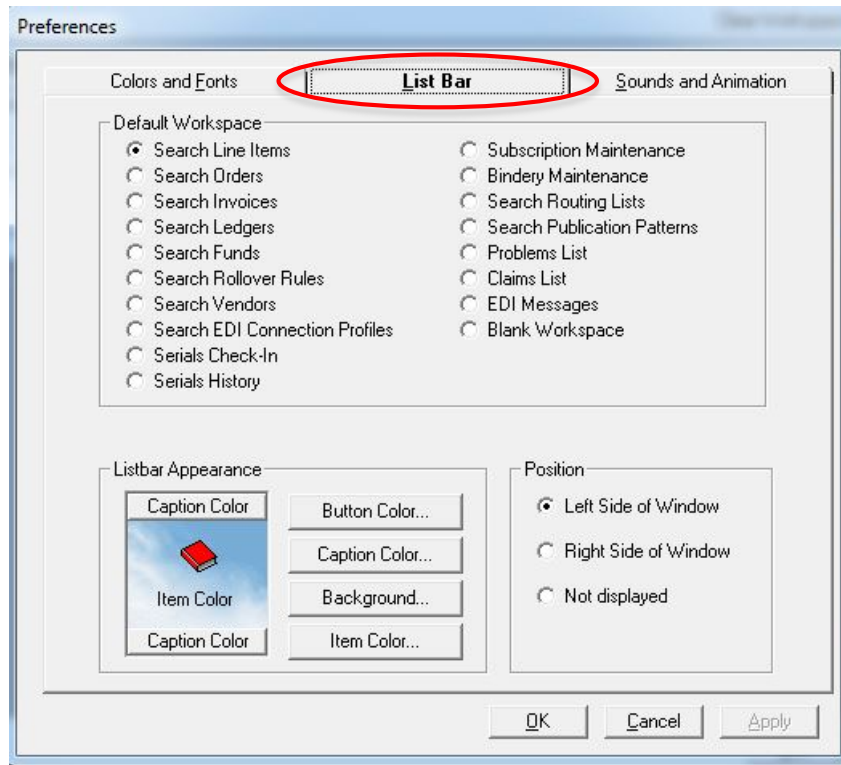 Preferences
Colors and Fonts
List Bar
Sounds and Animation
Default Workspace
Search Line Items
Search Orders
Search Invoices
Search Ledgers
Search Funds
Search Rollover Rules
Search Vendors
Search EDI Connection Profiles
Serials Check-In
Serials History
Subscription Maintenance
Bindery Maintenance
Search Routing Lists
Search Publication Patterns
Problems List
Claims List
EDI Messages
Blank Workspace
Listbar Appearance
Caption Color
Item Color
Caption Color
Button Color...
Caption Color...
Background...
Item Color...
Position
Left Side of Window
Right Side of Window
Not displayed
OK
Cancel
Apply